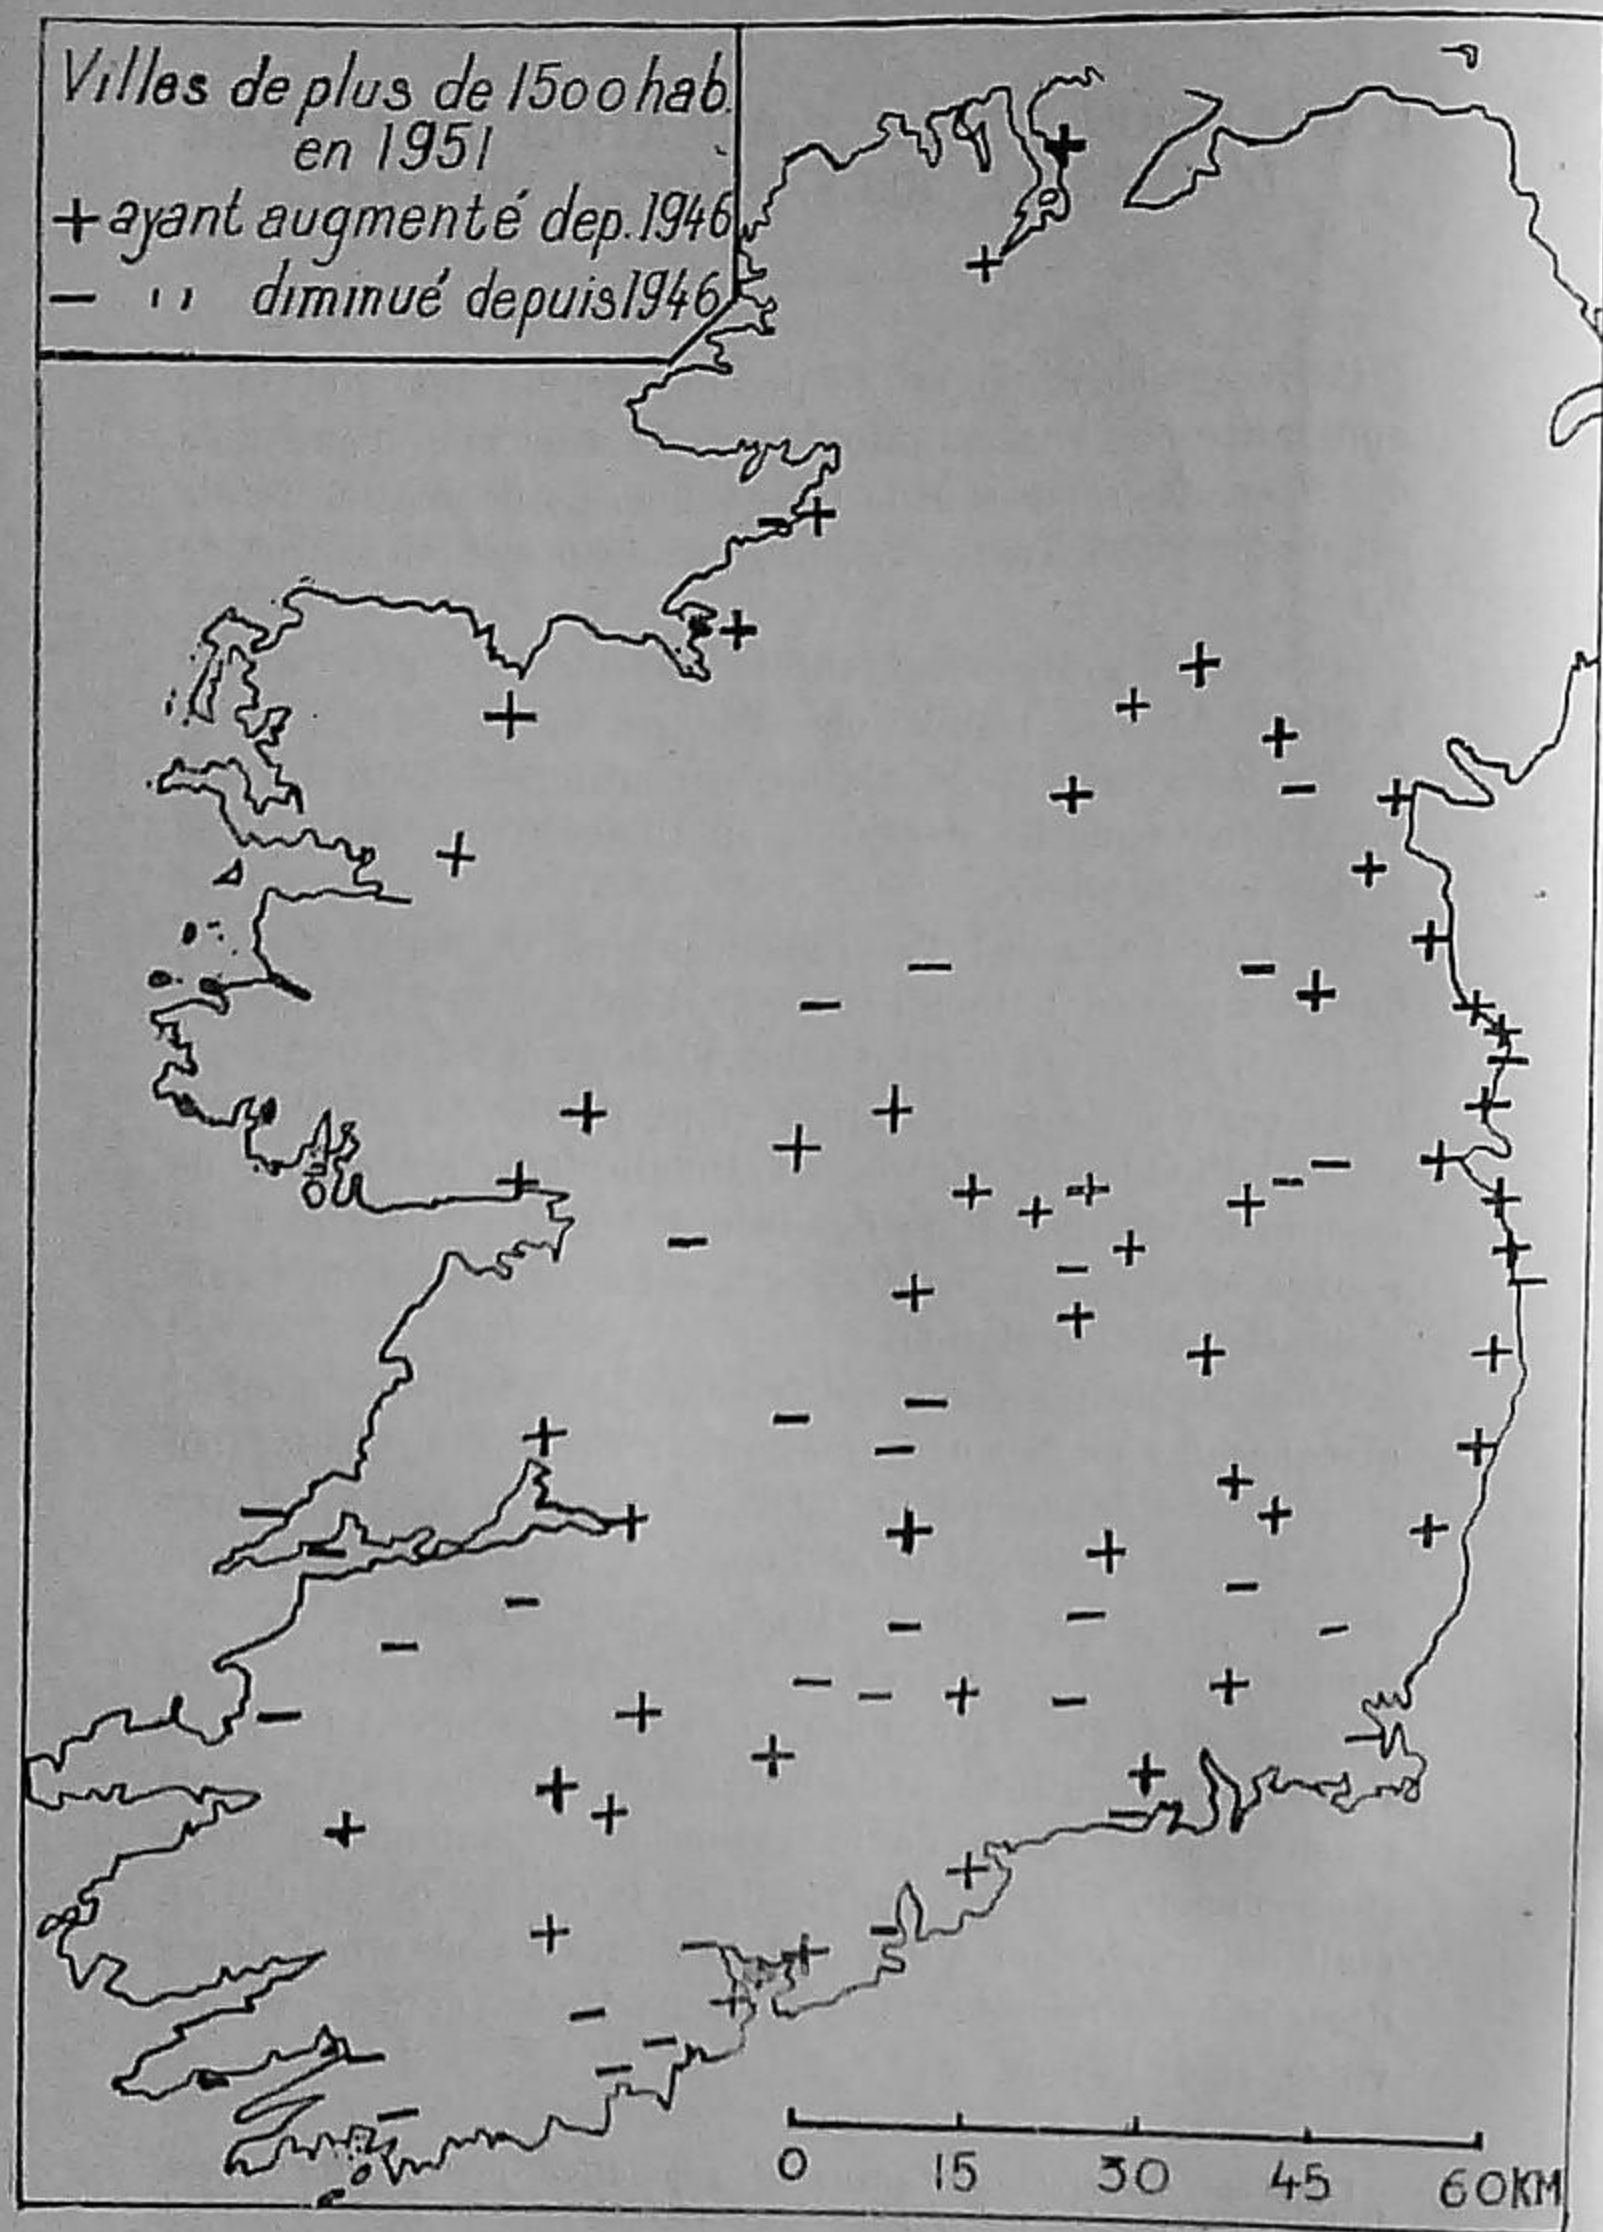 Villes de plus de 1500 hab.
en 1951
+ ayant augmenté dep. 1946
— " diminué depuis 1946
0 15 30 45 60KM